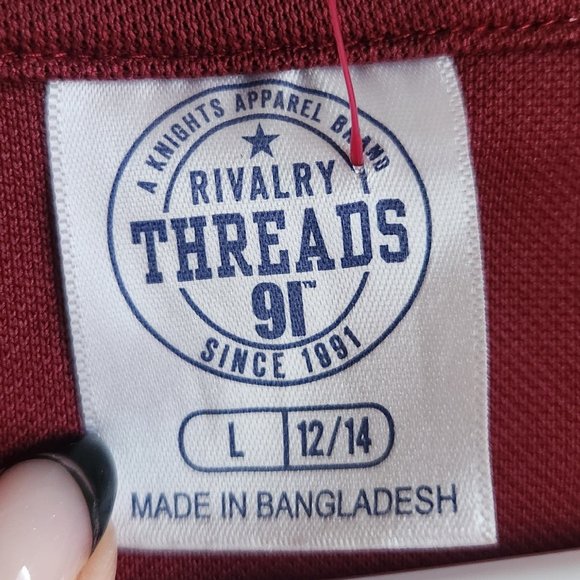 A KNIGHTS APPAREL BRAND
RIVALRY
THREADS
91™
SINCE 1991
L 12/14
MADE IN BANGLADESH